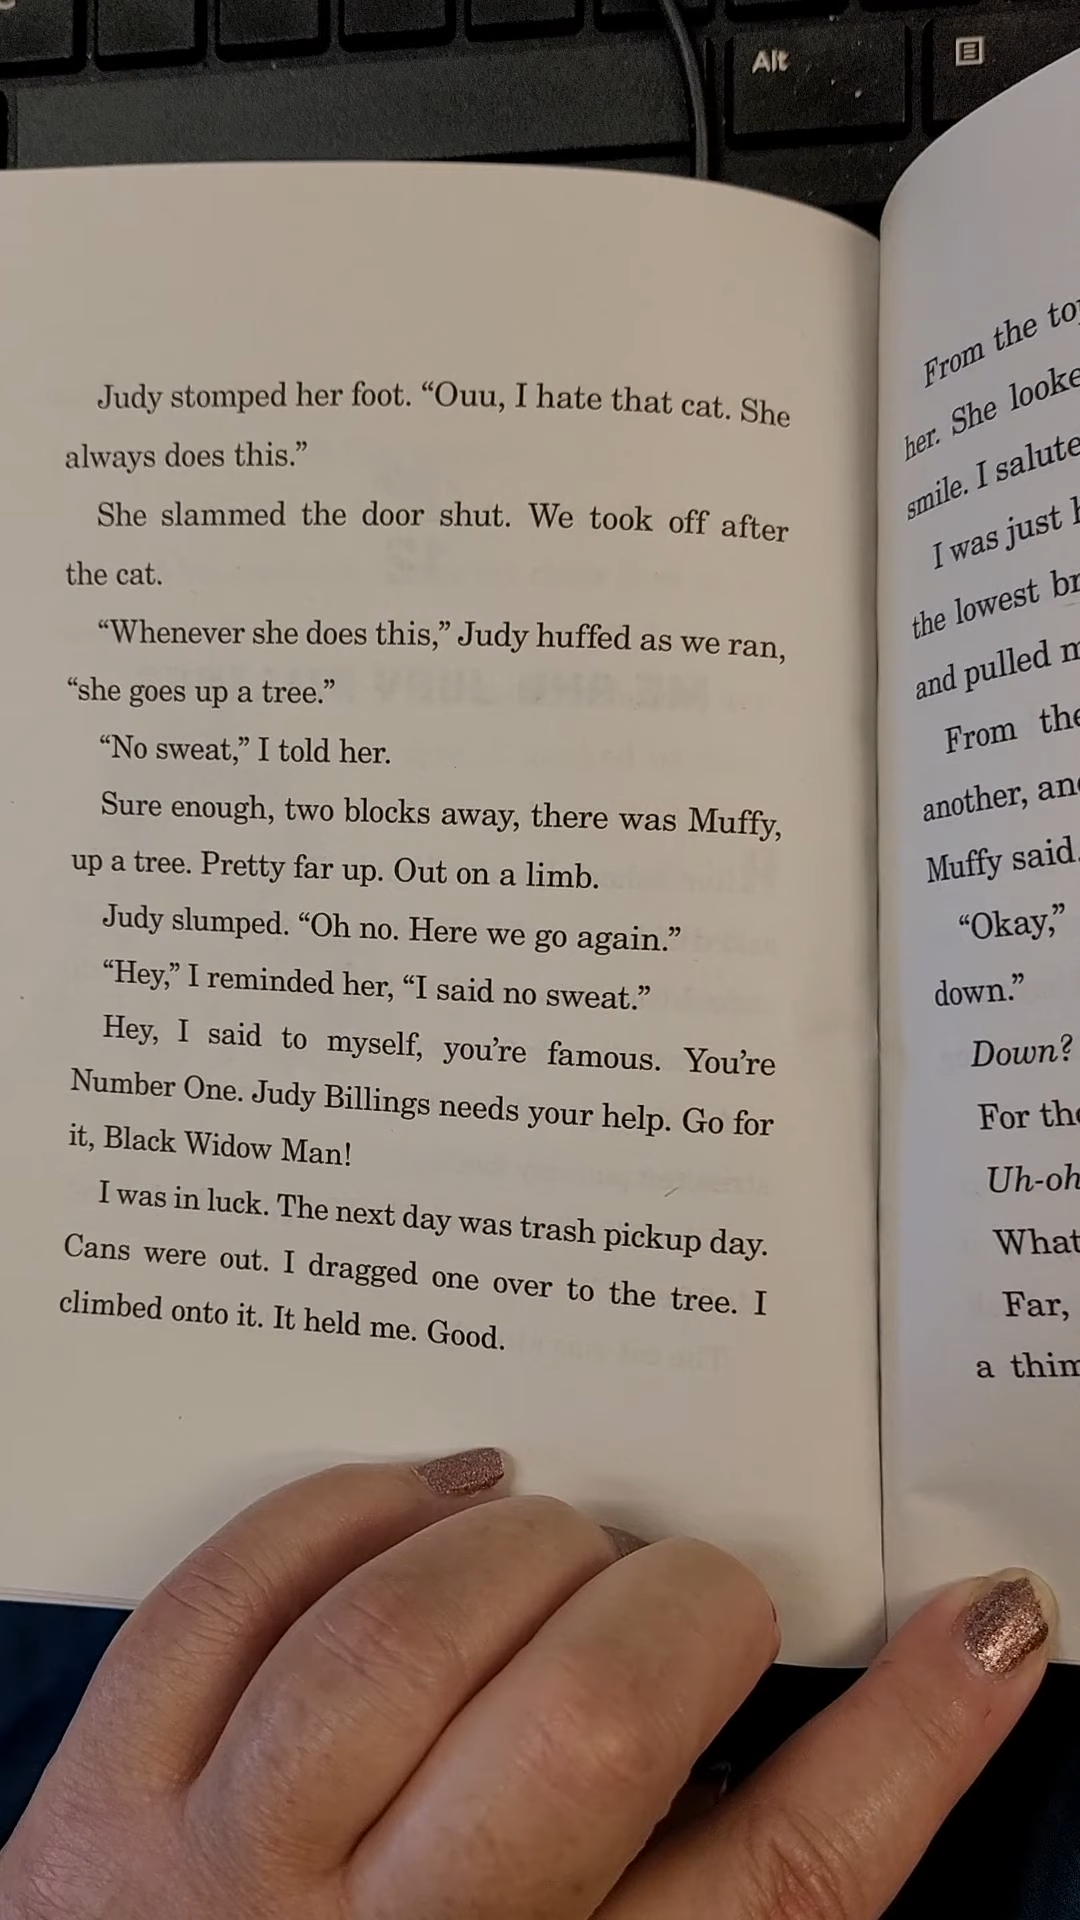 Alt
Judy stomped her foot. “Ouu, I hate that cat. She
always does this.”
She slammed the door shut. We took off after
the cat.
“Whenever she does this,” Judy huffed as we ran,
“she goes up a tree.”
“No sweat,” I told her.
Sure enough, two blocks away, there was Muffy,
up a tree. Pretty far up. Out on a limb.
Judy slumped. “Oh no. Here we go again.”
“Hey,” I reminded her, “I said no sweat.”
Hey, I said to myself, you’re famous. You’re
Number One. Judy Billings needs your help. Go for
it, Black Widow Man!
I was in luck. The next day was trash pickup day.
Cans were out. I dragged one over to the tree. I
climbed onto it. It held me. Good.
From the
her. She
smile. I
I was just
the lowest
and pulled
From the
another,
Muffy said.
“Okay,”
down.”
Down?
For
Uh-oh
What
Far,
a